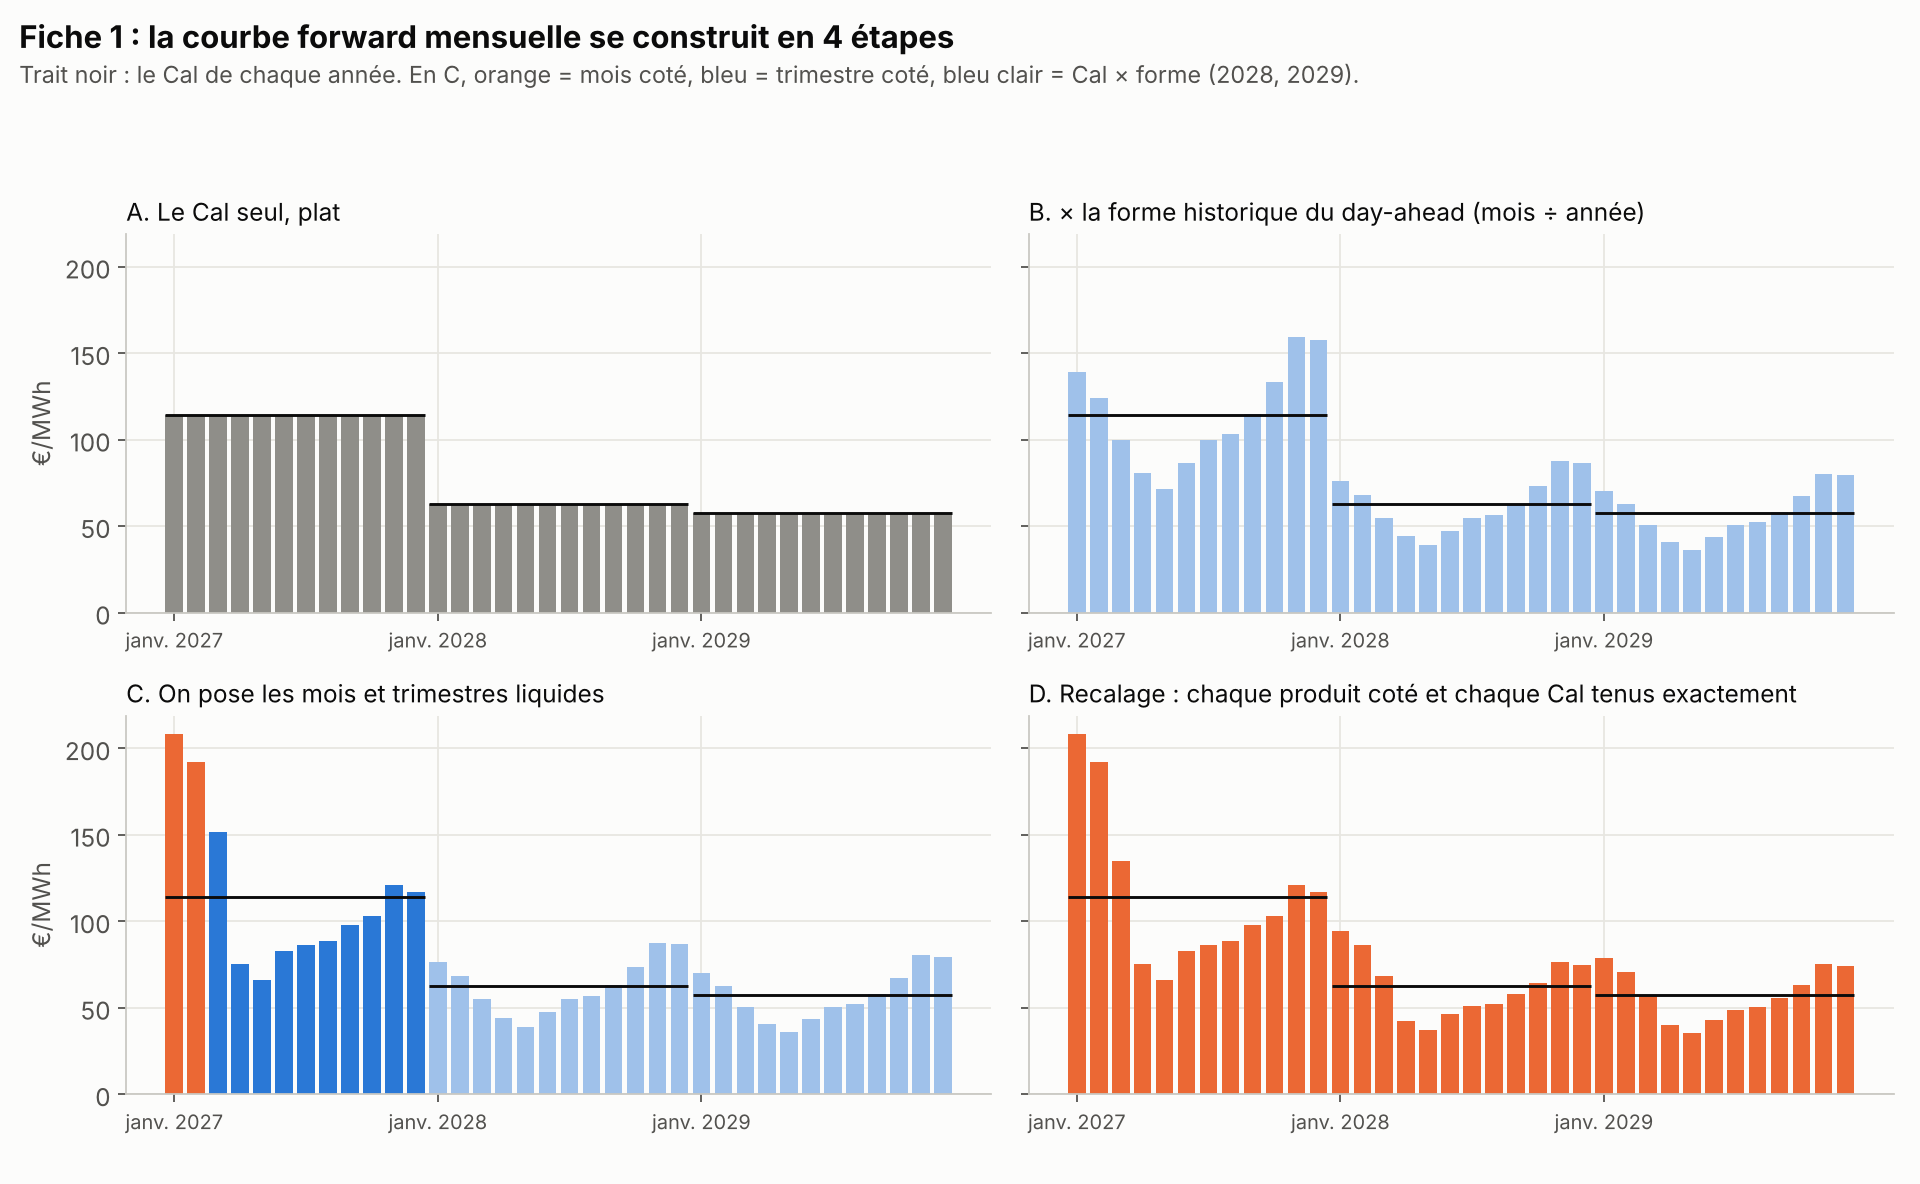 Fiche 1 : la courbe forward mensuelle se construit en 4 étapes
Trait noir : le Cal de chaque année. En C, orange = mois coté, bleu = trimestre coté, bleu clair = Cal × forme (2028, 2029).
A. Le Cal seul, plat
€/MWh
200
150
100
50
0
janv. 2027
janv. 2028
janv. 2029
B. × la forme historique du day-ahead (mois ÷ année)
janv. 2027
janv. 2028
janv. 2029
C. On pose les mois et trimestres liquides
€/MWh
200
150
100
50
0
janv. 2027
janv. 2028
janv. 2029
D. Recalage : chaque produit coté et chaque Cal tenus exactement
janv. 2027
janv. 2028
janv. 2029